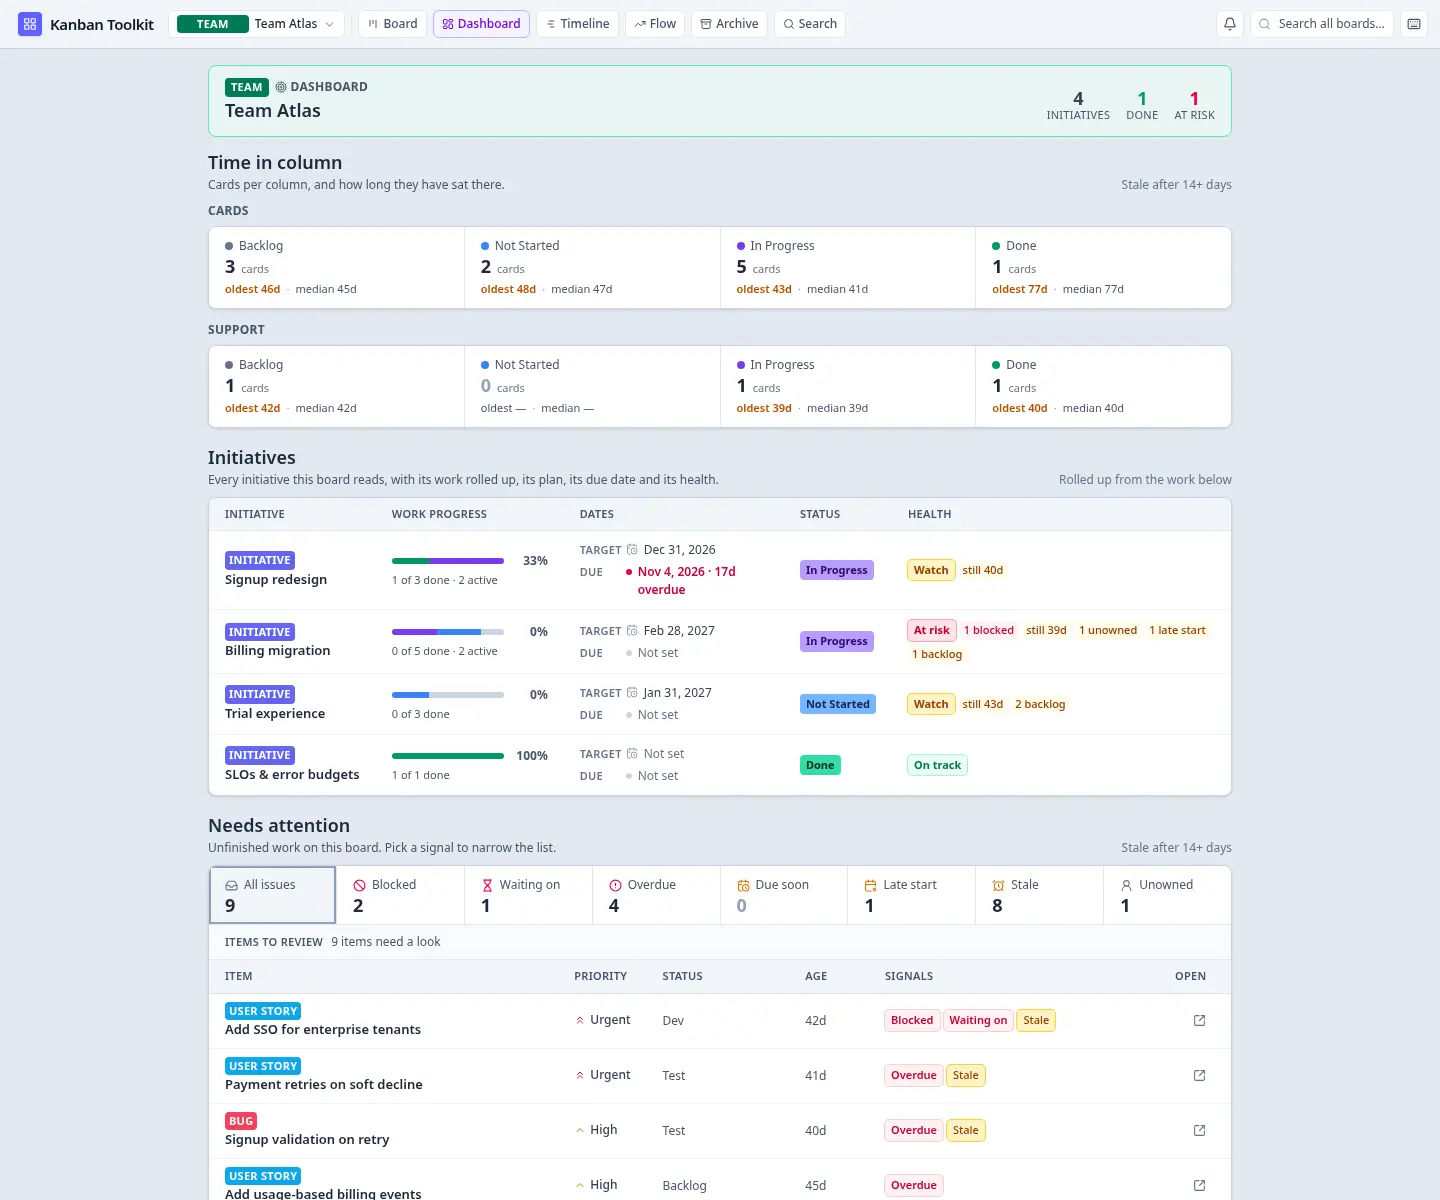 Kanban Toolkit
TEAM Team Atlas
Board
Dashboard
Timeline
Flow
Archive
Search
Search all boards...
TEAM DASHBOARD
Team Atlas
4 INITIATIVES
1 DONE
1 AT RISK
Time in column
Cards per column, and how long they have sat there.
Stale after 14+ days
CARDS
Backlog
3 cards
oldest 46d · median 45d
Not Started
2 cards
oldest 48d · median 47d
In Progress
5 cards
oldest 43d · median 41d
Done
1 cards
oldest 77d · median 77d
SUPPORT
Backlog
1 cards
oldest 42d · median 42d
Not Started
0 cards
oldest — · median —
In Progress
1 cards
oldest 39d · median 39d
Done
1 cards
oldest 40d · median 40d
Initiatives
Every initiative this board reads, with its work rolled up, its plan, its due date and its health.
Rolled up from the work below
INITIATIVE WORK PROGRESS DATES STATUS HEALTH
INITIATIVE
Signup redesign
33%
1 of 3 done · 2 active
TARGET Dec 31, 2026
DUE Nov 4, 2026 · 17d
overdue
In Progress
Watch still 40d
INITIATIVE
Billing migration
0%
0 of 5 done · 2 active
TARGET Feb 28, 2027
DUE Not set
In Progress
At risk 1 blocked still 39d 1 unowned 1 late start
1 backlog
INITIATIVE
Trial experience
0%
0 of 3 done
TARGET Jan 31, 2027
DUE Not set
Not Started
Watch still 43d 2 backlog
INITIATIVE
SLOs & error budgets
100%
1 of 1 done
TARGET Not set
DUE Not set
Done
On track
Needs attention
Unfinished work on this board. Pick a signal to narrow the list.
Stale after 14+ days
All issues
9
Blocked
2
Waiting on
1
Overdue
4
Due soon
0
Late start
1
Stale
8
Unowned
1
ITEMS TO REVIEW 9 items need a look
ITEM PRIORITY STATUS AGE SIGNALS OPEN
USER STORY
Add SSO for enterprise tenants
Urgent Dev 42d Blocked Waiting on Stale
USER STORY
Payment retries on soft decline
Urgent Test 41d Overdue Stale
BUG
Signup validation on retry
High Test 40d Overdue Stale
USER STORY
Add usage-based billing events
High Backlog 45d Overdue